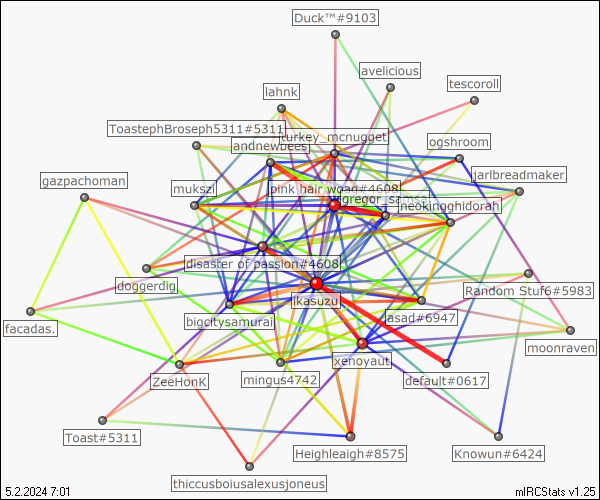 Duck™#9103
avelicious
tescoroll
lahnk
ToastephBroseph5311#5311
turkey_mcnugget
andnewbees
ogshroom
gazpachoman
jarlbreadmaker
mukszi
pink hair woag#4608
gregor_samsa
neokingghidorah
disaster of passion#4608
doggerdig
Random Stuf6#5983
ikasuzu
facadas.
bigcitysamurai
jasad#6947
moonraven
xenoyaut
ZeeHonK
mingus4742
default#0617
Toast#5311
Heighleaigh#8575
Knowun#6424
thiccusboiusalexusjoneus
5.2.2024 7:01
mIRCStats v1.25